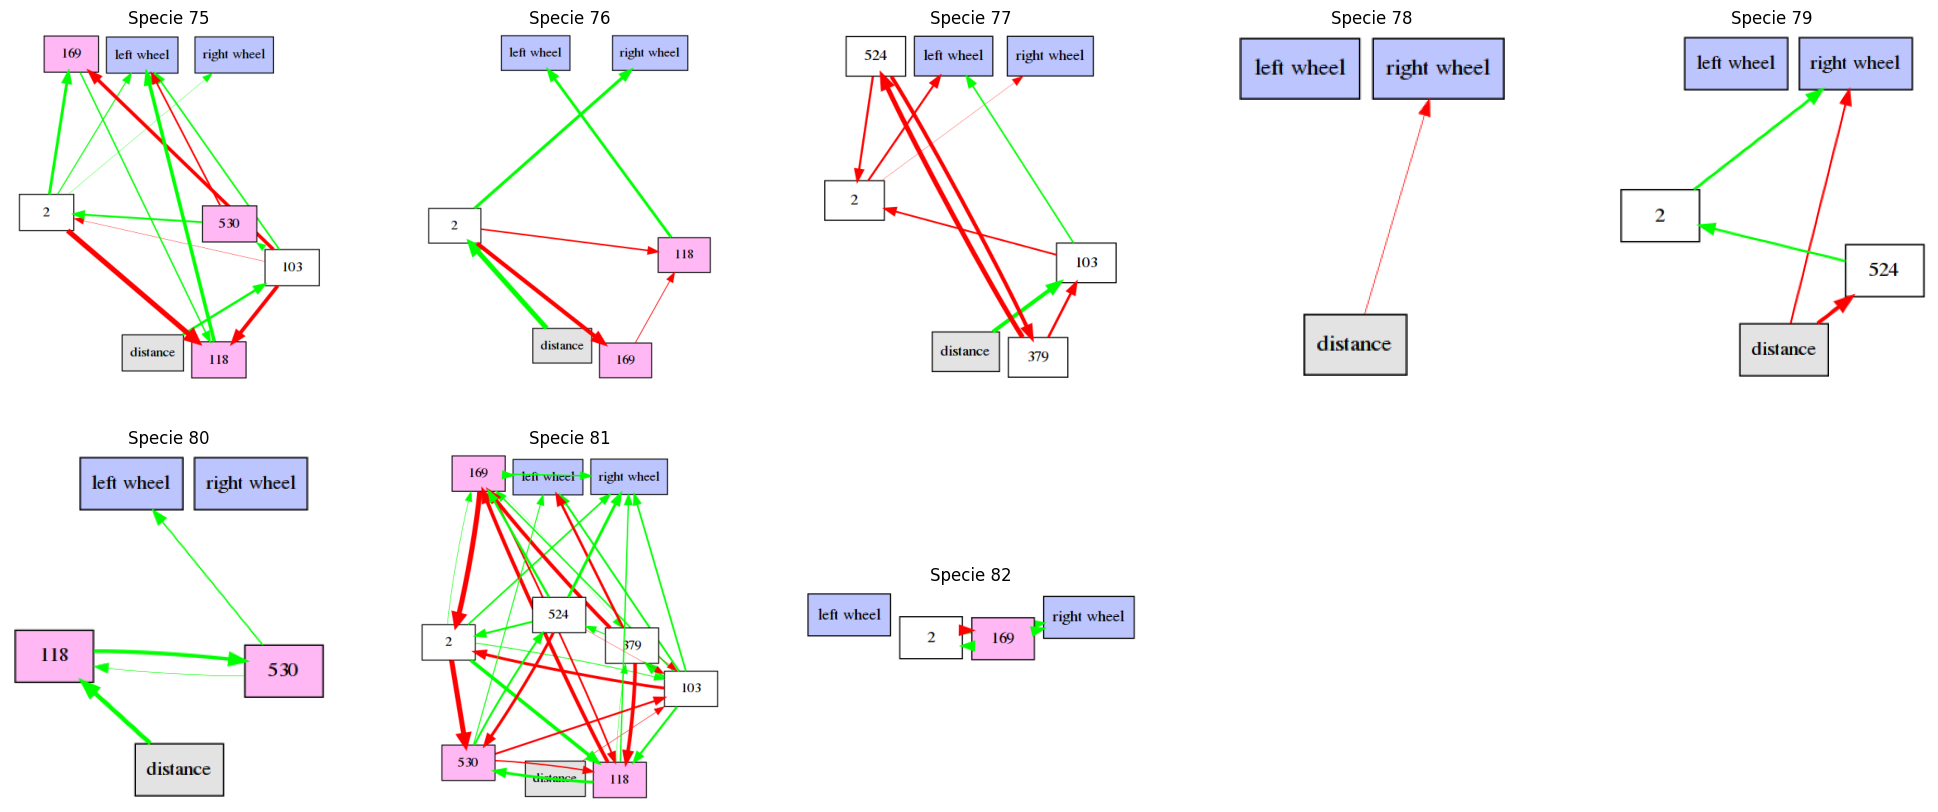 Specie 75
169
left wheel
right wheel
2
530
103
distance
118
Specie 76
left wheel
right wheel
2
118
distance
169
Specie 77
524
left wheel
right wheel
2
103
distance
379
Specie 78
left wheel
right wheel
distance
Specie 79
left wheel
right wheel
2
524
distance
Specie 80
left wheel
right wheel
118
530
distance
Specie 81
169
left wheel
right wheel
524
2
379
103
530
distance
118
Specie 82
left wheel
2
169
right wheel